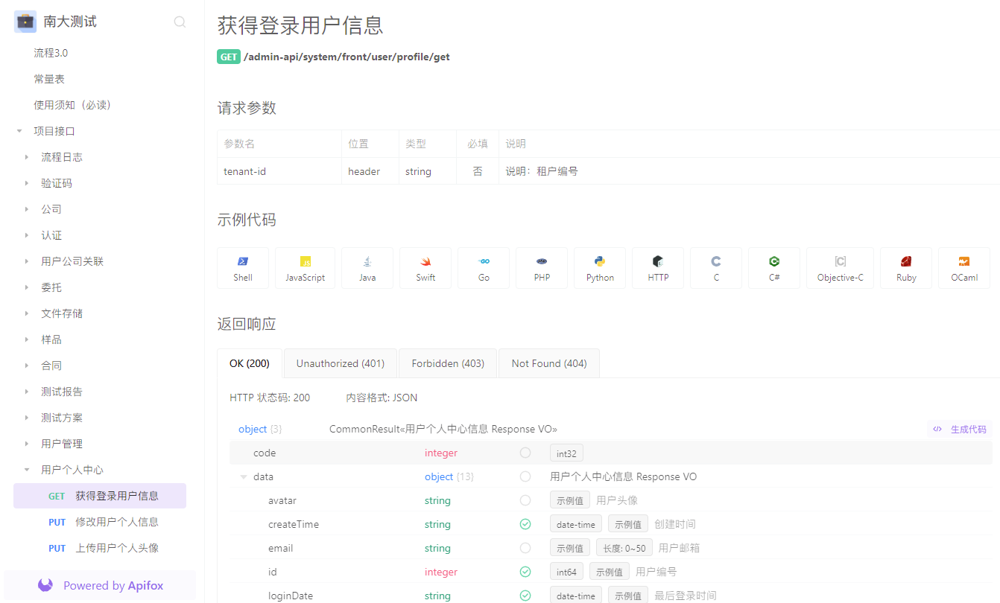 南大测试
流程3.0
常量表
使用须知（必读）
项目接口
流程日志
验证码
公司
认证
用户公司关联
委托
文件存储
样品
合同
测试报告
测试方案
用户管理
用户个人中心
GET 获得登录用户信息
PUT 修改用户个人信息
PUT 上传用户个人头像
Powered by Apifox
获得登录用户信息
GET /admin-api/system/front/user/profile/get
请求参数
参数名 位置 类型 必填 说明
tenant-id header string 否 说明：租户编号
示例代码
Shell JavaScript Java Swift Go PHP Python HTTP C C# Objective-C Ruby OCaml
返回响应
OK (200) Unauthorized (401) Forbidden (403) Not Found (404)
HTTP 状态码: 200 内容格式: JSON
object {3} CommonResult«用户个人中心信息 Response VO» 生成代码
code integer int32
data object {13} 用户个人中心信息 Response VO
avatar string 示例值 用户头像
createTime string date-time 示例值 创建时间
email string 示例值 长度: 0~50 用户邮箱
id integer int64 示例值 用户编号
loginDate string date-time 示例值 最后登录时间